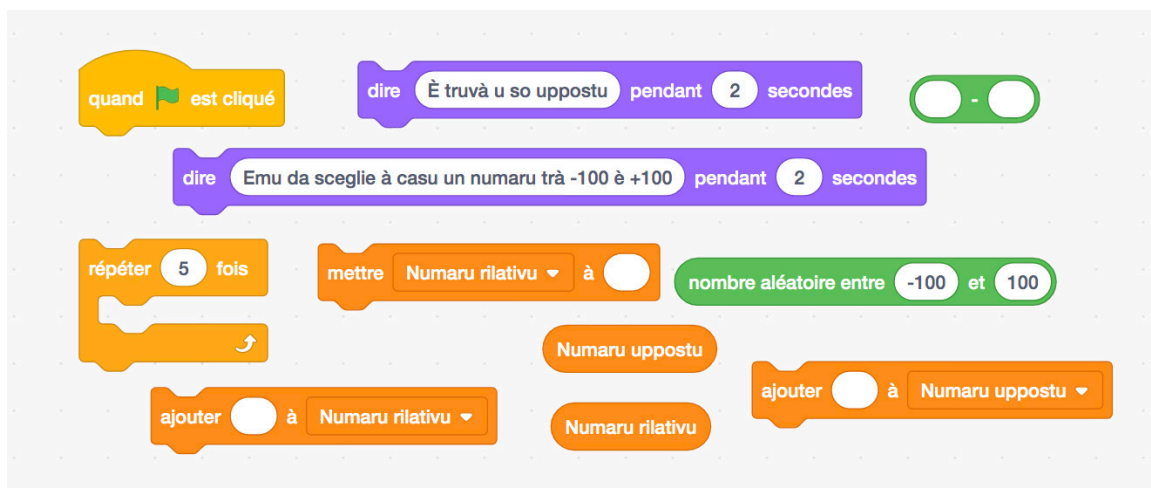 quand est cliqué
dire È truvà u so uppostu pendant 2 secondes
-
dire Emu da sceglie à casu un numaru trà -100 è +100 pendant 2 secondes
répéter 5 fois
mettre Numaru rilativu à
nombre aléatoire entre -100 et 100
Numaru uppostu
ajouter à Numaru uppostu
ajouter à Numaru rilativu
Numaru rilativu